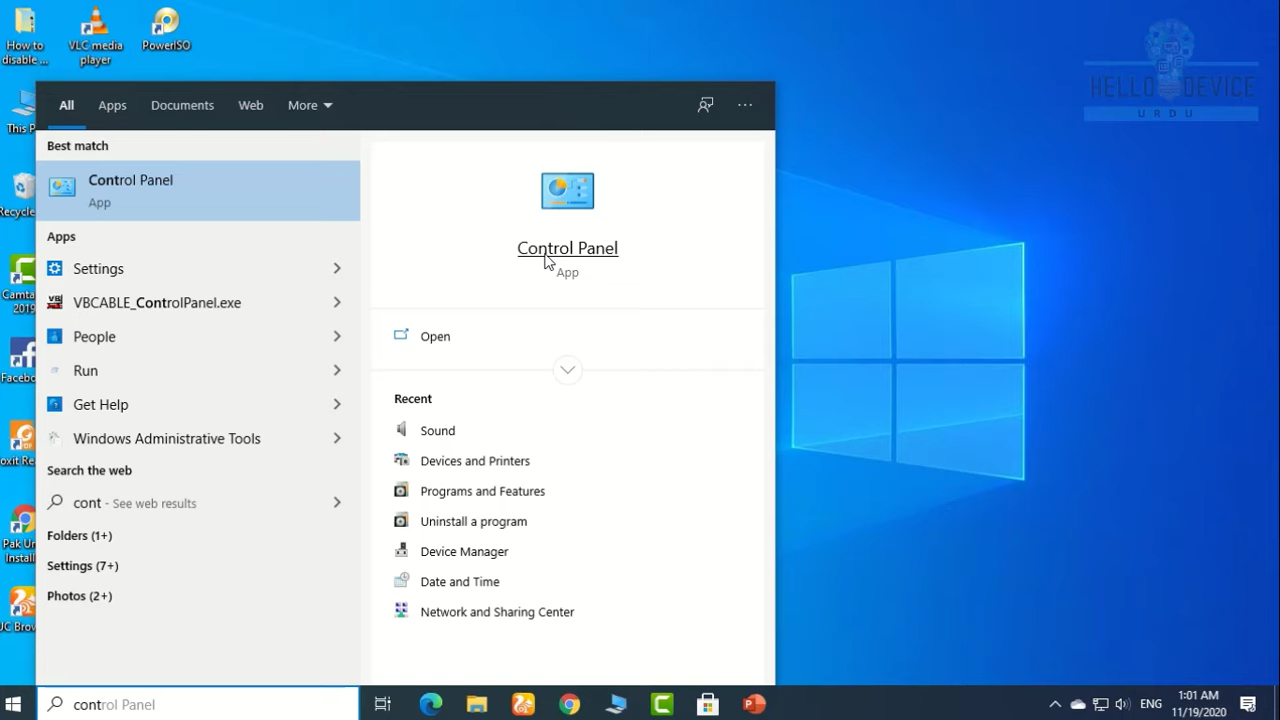 How to
disable ...
VLC media
player
PowerISO
HELLO DEVICE
URDU
This P
Recycle
Camta
2019
Facebo
oxit Re
Pak Ur
Install
UC Brow
All
Apps
Documents
Web
More
...
Best match
Control Panel
App
Apps
Settings
VBCABLE_ControlPanel.exe
People
Run
Get Help
Windows Administrative Tools
Search the web
cont - See web results
Folders (1+)
Settings (7+)
Photos (2+)
Control Panel
App
Open
Recent
Sound
Devices and Printers
Programs and Features
Uninstall a program
Device Manager
Date and Time
Network and Sharing Center
control Panel
ENG
1:01 AM
11/19/2020